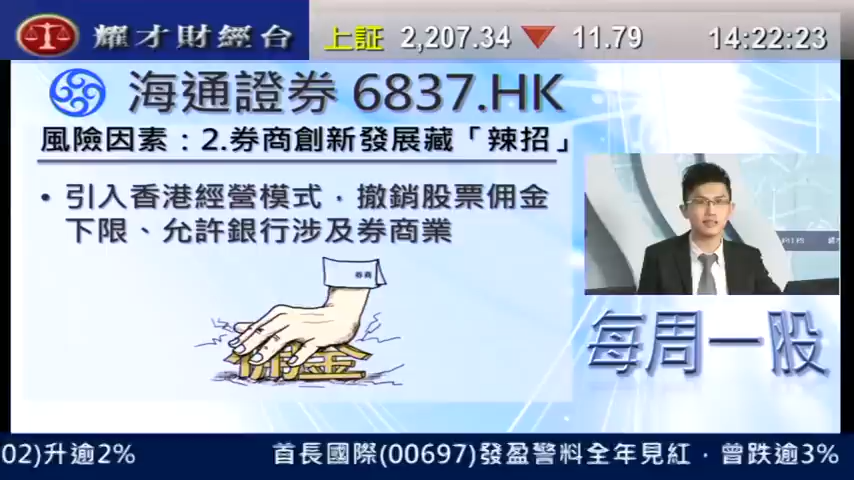 耀才財經台
上証 2,207.34 11.79 14:22:23
海通證券 6837.HK
風險因素：2.券商創新發展藏「辣招」
• 引入香港經營模式，撤銷股票佣金
下限、允許銀行涉及券商業
券商
佣金
每周一股
02)升逾2% 首長國際(00697)發盈警料全年見紅，曾跌逾3%